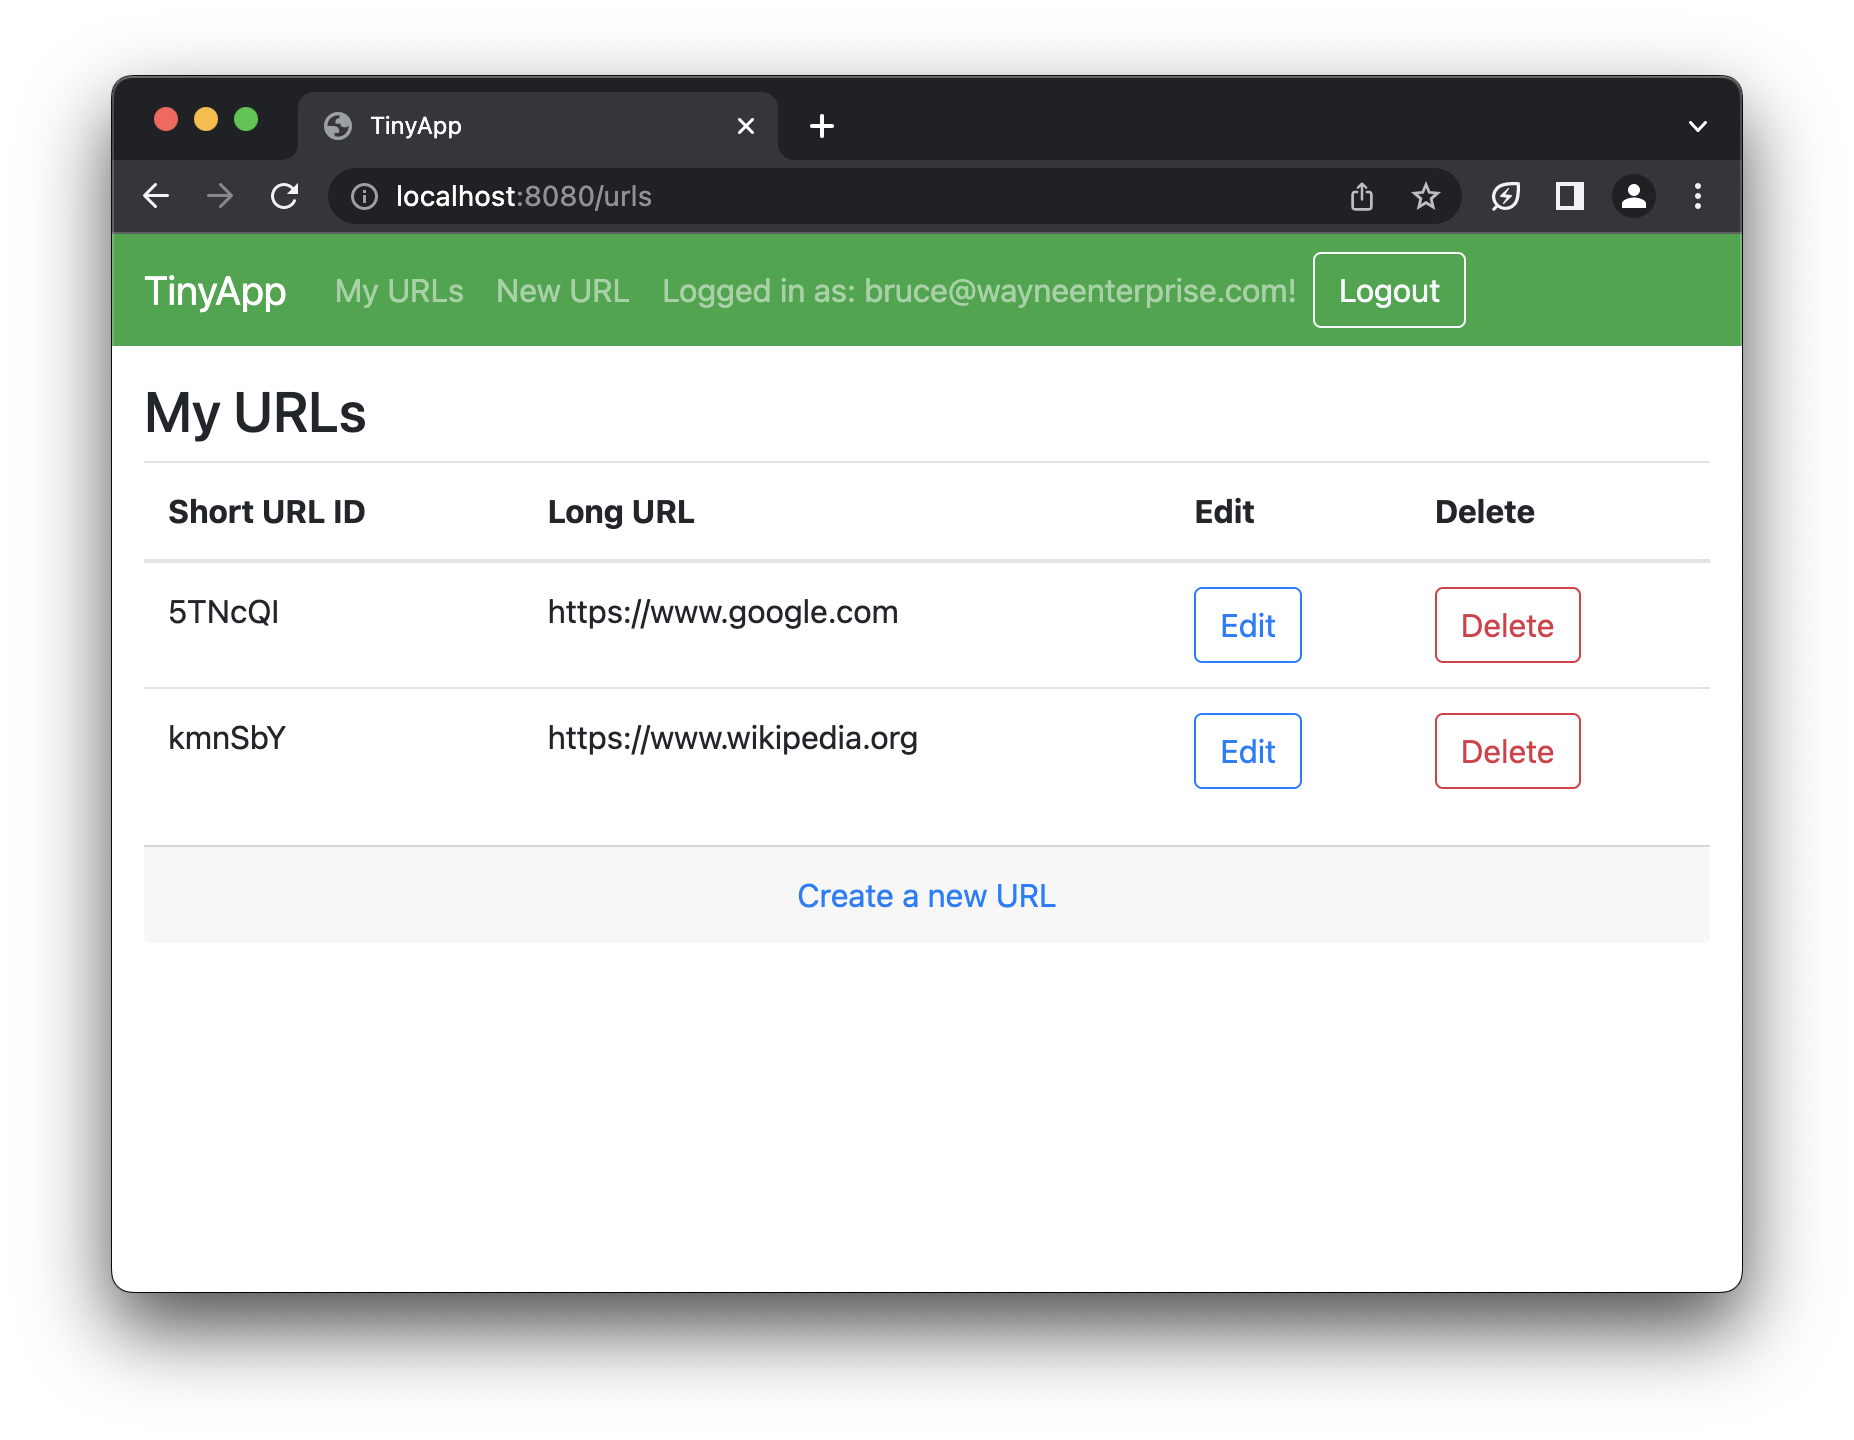 TinyApp
localhost:8080/urls
TinyApp My URLs New URL Logged in as: bruce@wayneenterprise.com! Logout
My URLs
Short URL ID Long URL Edit Delete
5TNcQl https://www.google.com Edit Delete
kmnSbY https://www.wikipedia.org Edit Delete
Create a new URL